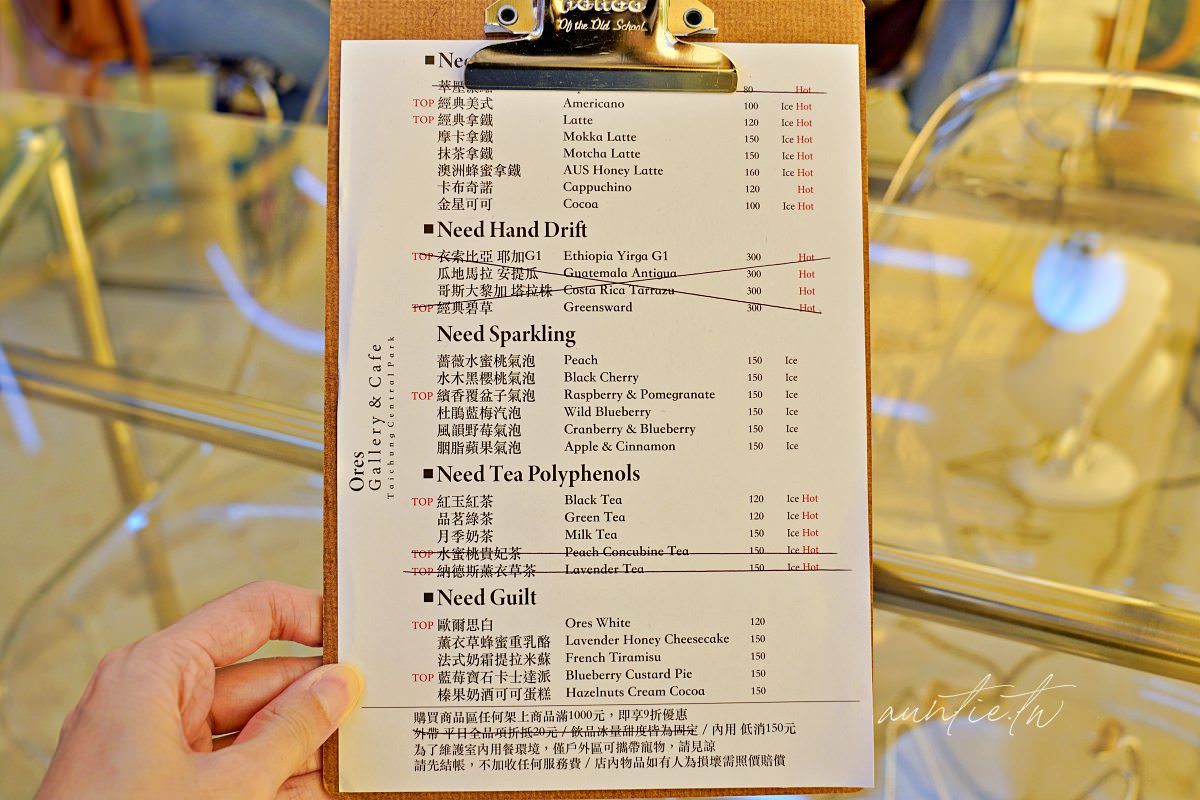 Of the Old School
■Ne
80 Hot
TOP 經典美式 Americano 100 Ice Hot
TOP 經典拿鐵 Latte 120 Ice Hot
摩卡拿鐵 Mokka Latte 150 Ice Hot
抹茶拿鐵 Motcha Latte 150 Ice Hot
澳洲蜂蜜拿鐵 AUS Honey Latte 160 Ice Hot
卡布奇諾 Cappuchino 120 Hot
金星可可 Cocoa 100 Ice Hot
■Need Hand Drift
TOP 衣索比亞 耶加G1 Ethiopia Yirga G1 300 Hot
瓜地馬拉 安提瓜 Guatemala Antigua 300 Hot
哥斯大黎加 塔拉株 Costa Rica Tarrazu 300 Hot
TOP 經典碧草 Greensward 300 Hot
Need Sparkling
薔薇水蜜桃氣泡 Peach 150 Ice
水木黑櫻桃氣泡 Black Cherry 150 Ice
TOP 繽香覆盆子氣泡 Raspberry & Pomegranate 150 Ice
杜鵑藍梅汽泡 Wild Blueberry 150 Ice
風韻野莓氣泡 Cranberry & Blueberry 150 Ice
胭脂蘋果氣泡 Apple & Cinnamon 150 Ice
■Need Tea Polyphenols
TOP 紅玉紅茶 Black Tea 120 Ice Hot
品茗綠茶 Green Tea 120 Ice Hot
月季奶茶 Milk Tea 150 Ice Hot
TOP 水蜜桃貴妃茶 Peach Concubine Tea 150 Ice Hot
TOP 納德斯薰衣草茶 Lavender Tea 150 Ice Hot
■Need Guilt
TOP 歐爾思白 Ores White 120
薰衣草蜂蜜重乳酪 Lavender Honey Cheesecake 150
法式奶霜提拉米蘇 French Tiramisu 150
TOP 藍莓寶石卡士達派 Blueberry Custard Pie 150
榛果奶酒可可蛋糕 Hazelnuts Cream Cocoa 150
購買商品區任何架上商品滿1000元，即享9折優惠
外帶 平日全品項折抵20元 / 飲品冰量甜度皆為固定 / 內用 低消150元
為了維護室內用餐環境，僅戶外區可攜帶寵物，請見諒
請先結帳，不加收任何服務費 / 店內物品如有人為損壞需照價賠償
Ores
Gallery & Cafe
Taichung Central Park
auntie.tw